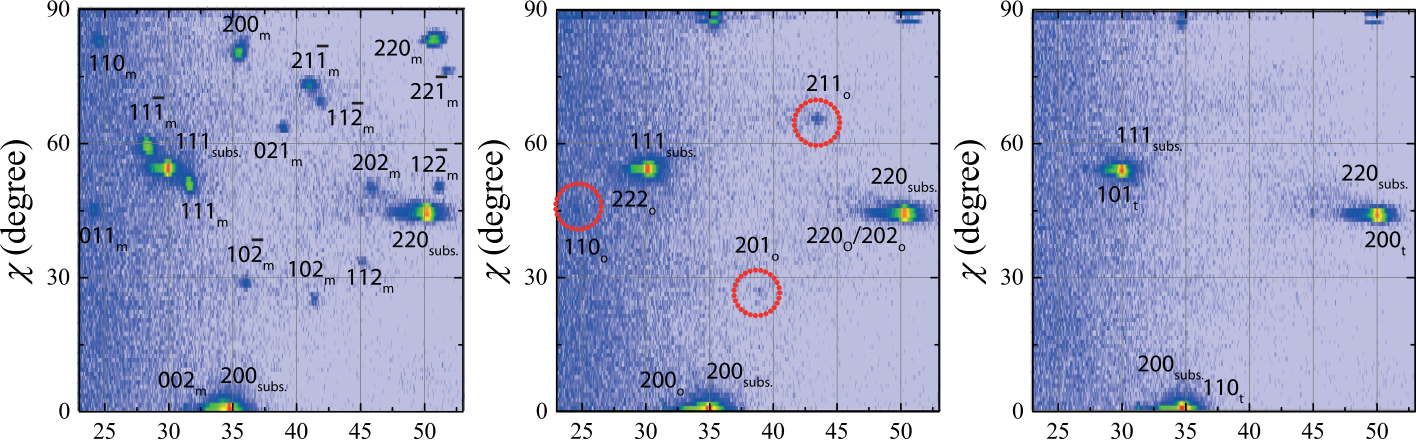 90
60
30
0
χ (degree)
25 30 35 40 45 50
110m
200m
211̅m
220m
221̅m
111̅m
111subs.
112̅m
021m
202m
122̅m
111m
011m
220subs.
102̅m
102m
112m
002m 200subs.
90
60
30
0
χ (degree)
25 30 35 40 45 50
211o
111subs.
222o
220subs.
110o
201o
220o/202o
200o 200subs.
90
60
30
0
χ (degree)
25 30 35 40 45 50
111subs.
101t
220subs.
200t
200subs. 110t